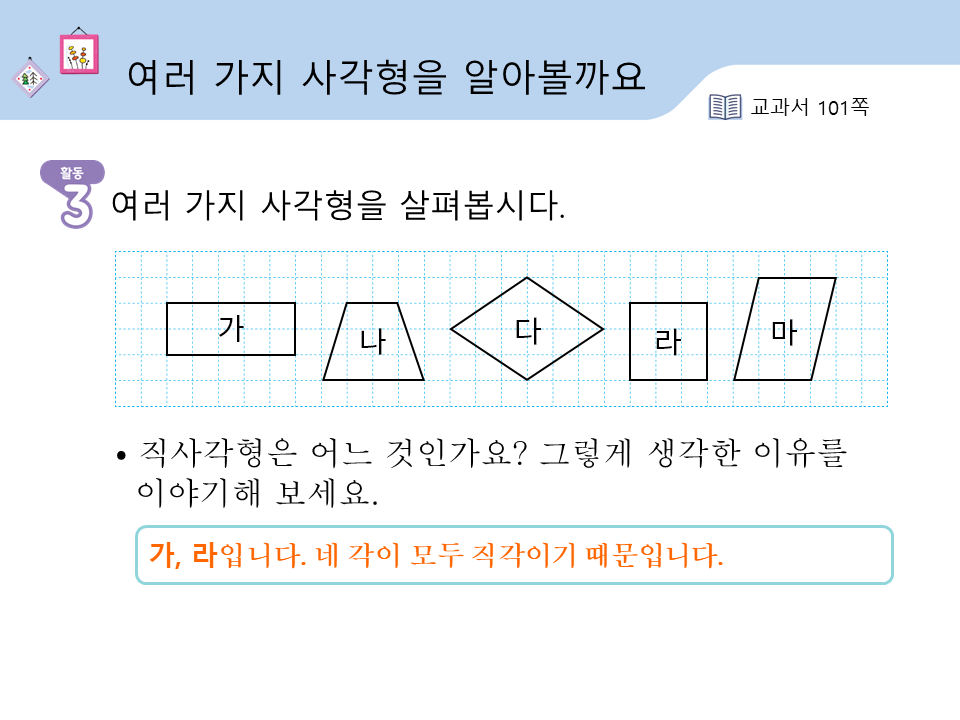 여러 가지 사각형을 알아볼까요
교과서 101쪽
활동
3
여러 가지 사각형을 살펴봅시다.
가
나
다
라
마
• 직사각형은 어느 것인가요? 그렇게 생각한 이유를
이야기해 보세요.
가, 라입니다. 네 각이 모두 직각이기 때문입니다.